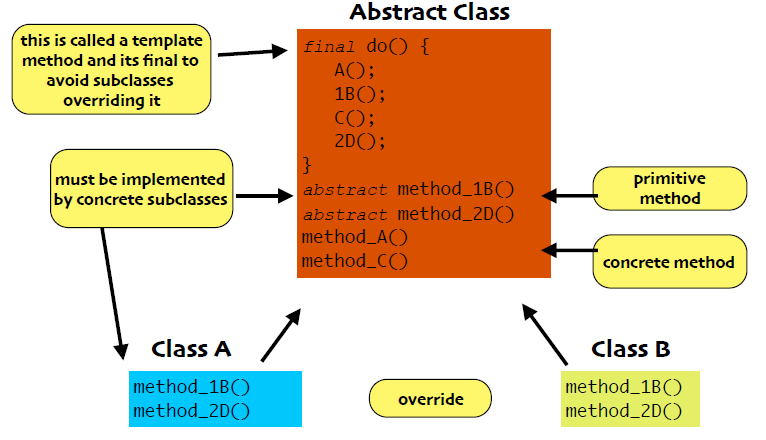 Abstract Class
this is called a template
method and its final to
avoid subclasses
overriding it
final do() {
A();
1B();
C();
2D();
}
abstract method_1B()
abstract method_2D()
method_A()
method_C()
must be implemented
by concrete subclasses
primitive
method
concrete method
Class A
method_1B()
method_2D()
override
Class B
method_1B()
method_2D()